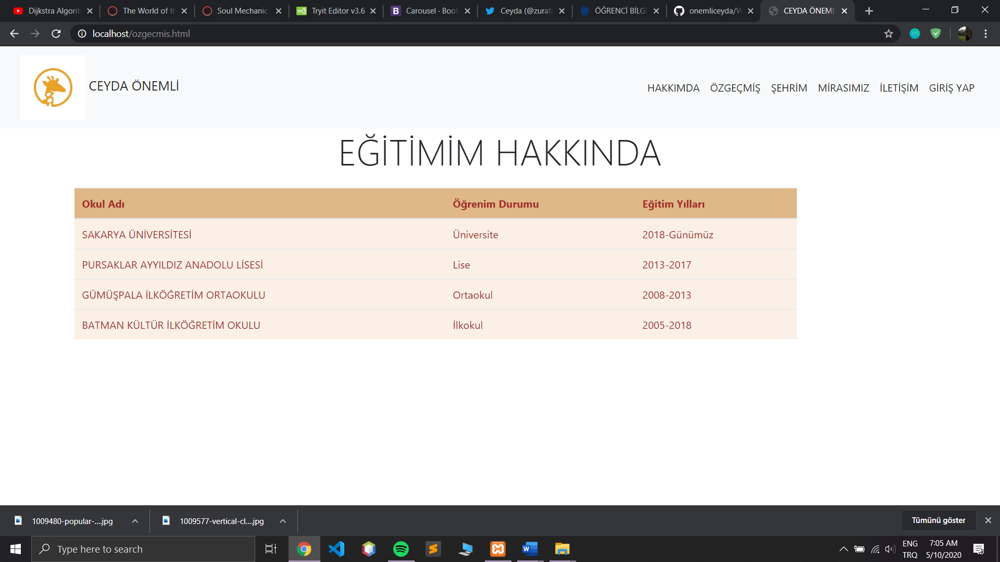 Dijkstra Algorit
The World of th
Soul Mechanic
Tryit Editor v3.6
Carousel · Boot
Ceyda (@zurafa
ÖĞRENCİ BİLGİ
onemliceyda/W
CEYDA ÖNEML
localhost/ozgecmis.html
CEYDA ÖNEMLİ
HAKKIMDA ÖZGEÇMİŞ ŞEHRİM MİRASIMIZ İLETİŞİM GİRİŞ YAP
EĞİTİMİM HAKKINDA
Okul Adı Öğrenim Durumu Eğitim Yılları
SAKARYA ÜNİVERSİTESİ Üniversite 2018-Günümüz
PURSAKLAR AYYILDIZ ANADOLU LİSESİ Lise 2013-2017
GÜMÜŞPALA İLKÖĞRETİM ORTAOKULU Ortaokul 2008-2013
BATMAN KÜLTÜR İLKÖĞRETİM OKULU İlkokul 2005-2018
1009480-popular-....jpg
1009577-vertical-cl....jpg
Tümünü göster
Type here to search
ENG
TRQ
7:05 AM
5/10/2020